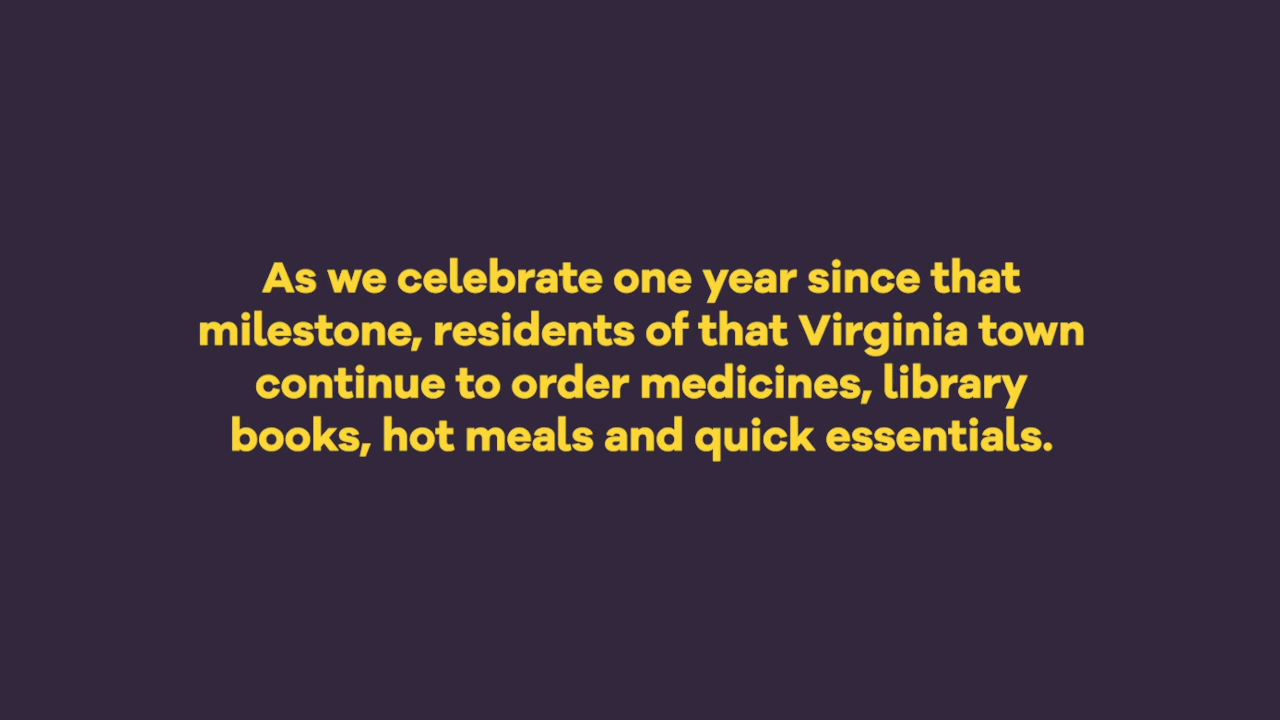 As we celebrate one year since that
milestone, residents of that Virginia town
continue to order medicines, library
books, hot meals and quick essentials.